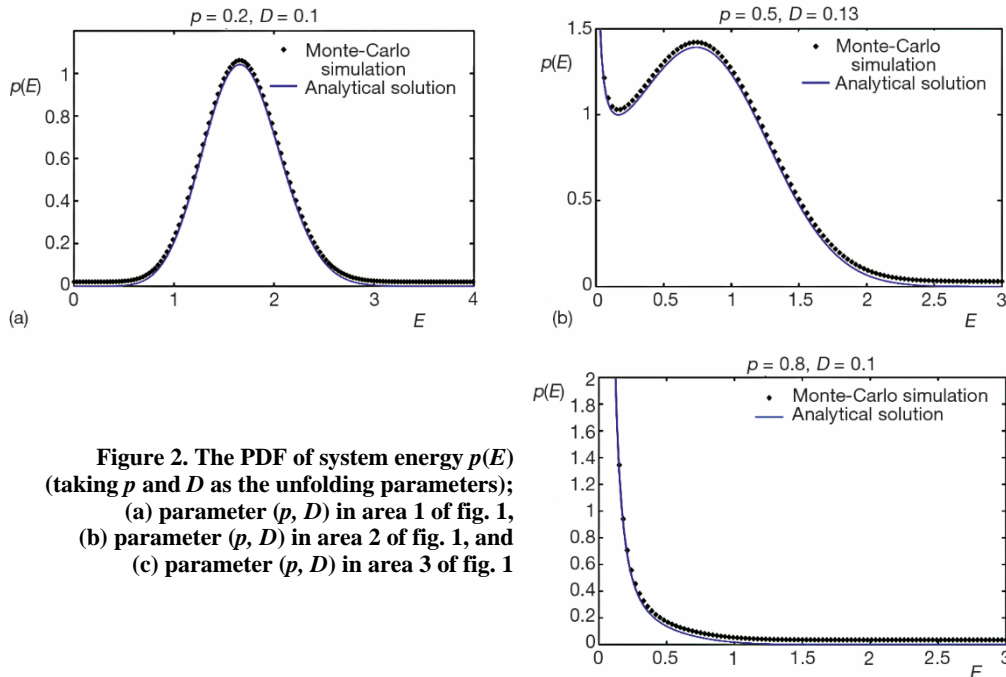 p = 0.2, D = 0.1
p(E)
1
0.8
0.6
0.4
0.2
0
Monte-Carlo
simulation
Analytical solution
0 1 2 3 4
(a)
E
p = 0.5, D = 0.13
1.5
p(E)
1
0.5
0
Monte-Carlo
simulation
Analytical solution
0 0.5 1 1.5 2 2.5 3
(b)
E
Figure 2. The PDF of system energy p(E)
(taking p and D as the unfolding parameters);
(a) parameter (p, D) in area 1 of fig. 1,
(b) parameter (p, D) in area 2 of fig. 1, and
(c) parameter (p, D) in area 3 of fig. 1
p = 0.8, D = 0.1
2
p(E)
1.8
1.6
1.4
1.2
1
0.8
0.6
0.4
0.2
0
Monte-Carlo simulation
Analytical solution
0 0.5 1 1.5 2 2.5 3
E